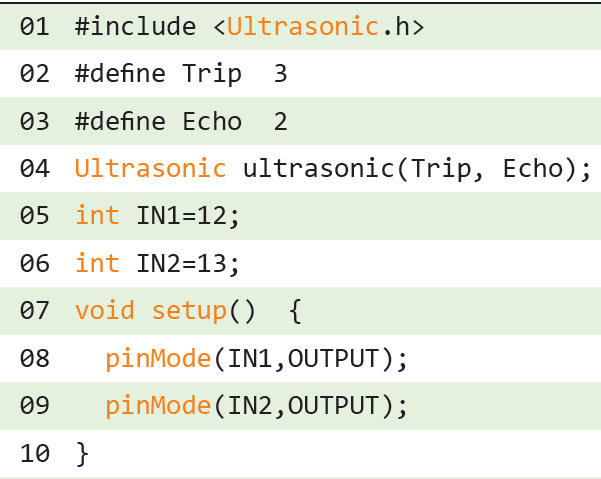 01 #include <Ultrasonic.h>
02 #define Trip  3
03 #define Echo  2
04 Ultrasonic ultrasonic(Trip, Echo);
05 int IN1=12;
06 int IN2=13;
07 void setup()  {
08   pinMode(IN1,OUTPUT);
09   pinMode(IN2,OUTPUT);
10 }